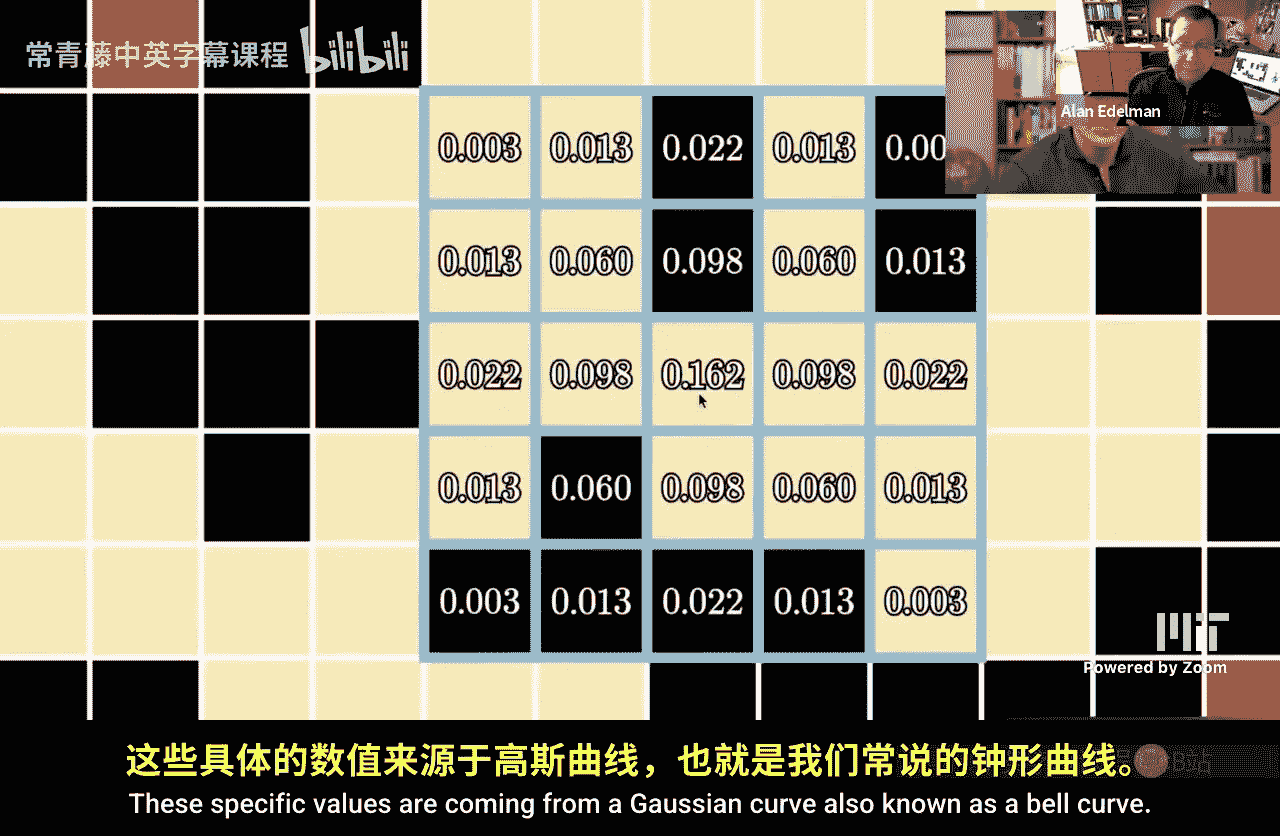 常青藤中英字幕课程 bilibili
Alan Edelman
0.003 0.013 0.022 0.013 0.00
0.013 0.060 0.098 0.060 0.013
0.022 0.098 0.162 0.098 0.022
0.013 0.060 0.098 0.060 0.013
0.003 0.013 0.022 0.013 0.003
MIT
Powered by Zoom
这些具体的数值来源于高斯曲线，也就是我们常说的钟形曲线。
These specific values are coming from a Gaussian curve also known as a bell curve.